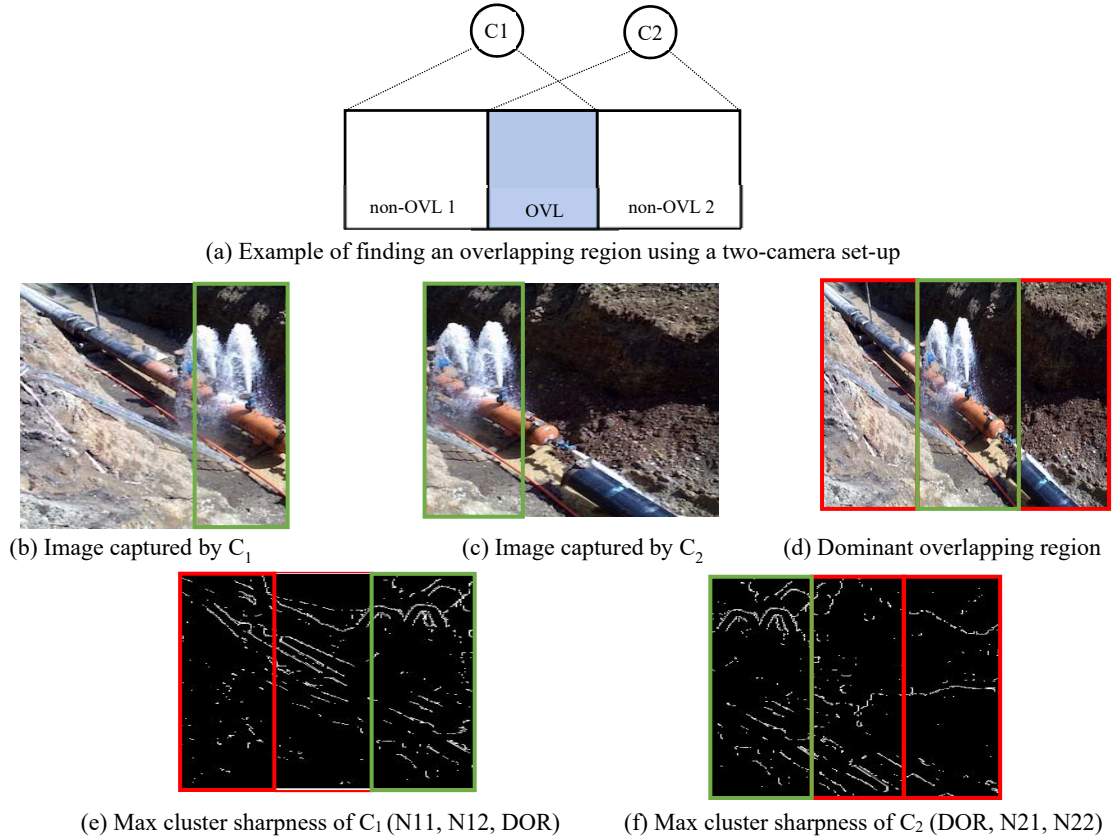 C1
C2
non-OVL 1
OVL
non-OVL 2
(a) Example of finding an overlapping region using a two-camera set-up
(b) Image captured by C₁
(c) Image captured by C₂
(d) Dominant overlapping region
(e) Max cluster sharpness of C₁ (N11, N12, DOR)
(f) Max cluster sharpness of C₂ (DOR, N21, N22)